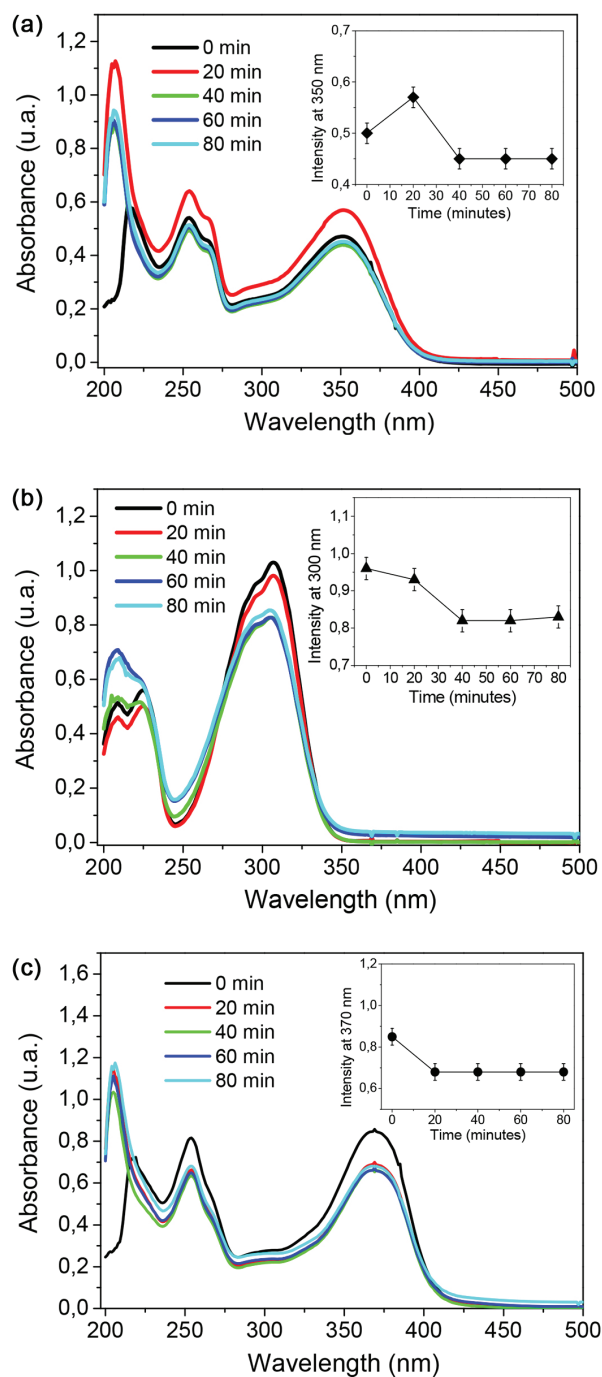 (a)
1,2
1,0
0,8
0,6
0,4
0,2
0,0
Absorbance (u.a.)
0 min
20 min
40 min
60 min
80 min
Intensity at 350 nm
0,7
0,6
0,5
0,4
0 10 20 30 40 50 60 70 80
Time (minutes)
200 250 300 350 400 450 500
Wavelength (nm)
(b)
1,2
1,0
0,8
0,6
0,4
0,2
0,0
Absorbance (u.a.)
0 min
20 min
40 min
60 min
80 min
Intensity at 300 nm
1,1
1,0
0,9
0,8
0,7
0 10 20 30 40 50 60 70 80
Time (minutes)
200 250 300 350 400 450 500
Wavelength (nm)
(c)
1,6
1,4
1,2
1,0
0,8
0,6
0,4
0,2
0,0
Absorbance (u.a.)
0 min
20 min
40 min
60 min
80 min
Intensity at 370 nm
1,2
1,0
0,8
0,6
0 20 40 60 80
Time (minutes)
200 250 300 350 400 450 500
Wavelength (nm)